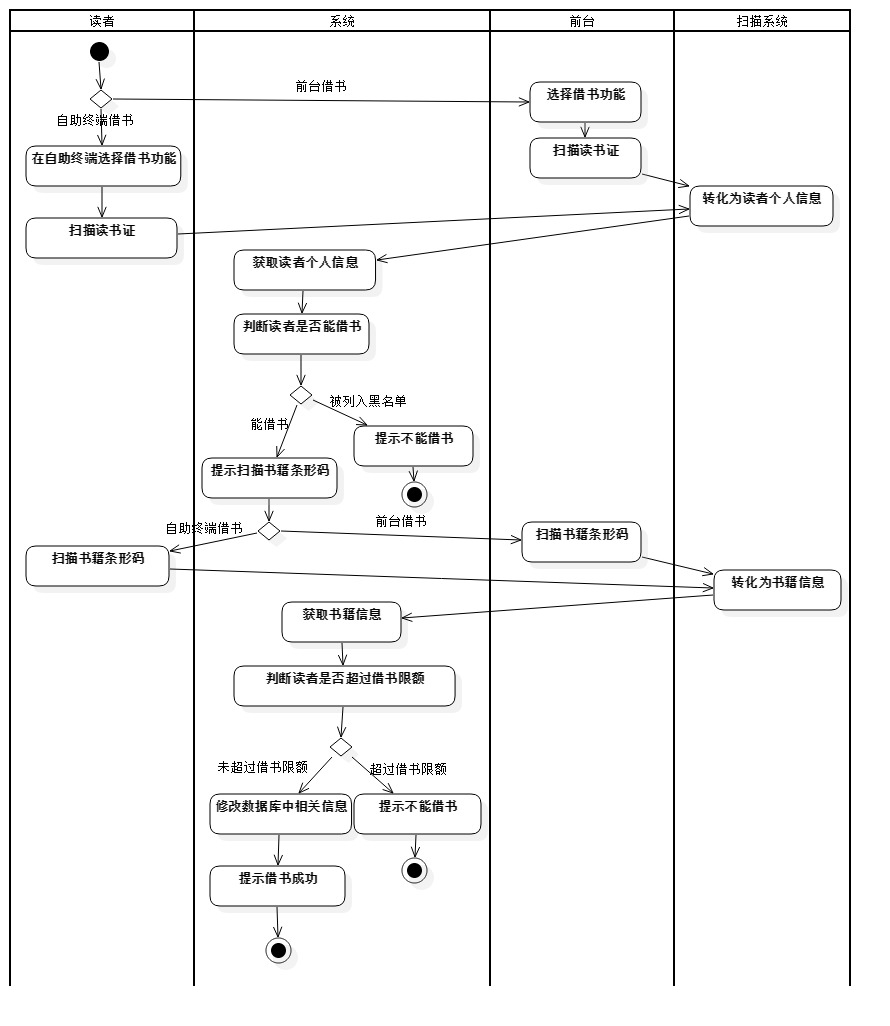 读者
系统
前台
扫描系统
前台借书
选择借书功能
自助终端借书
在自助终端选择借书功能
扫描读书证
转化为读者个人信息
扫描读书证
获取读者个人信息
判断读者是否能借书
被列入黑名单
能借书
提示不能借书
提示扫描书籍条形码
自助终端借书
前台借书
扫描书籍条形码
扫描书籍条形码
转化为书籍信息
获取书籍信息
判断读者是否超过借书限额
未超过借书限额
超过借书限额
修改数据库中相关信息
提示不能借书
提示借书成功